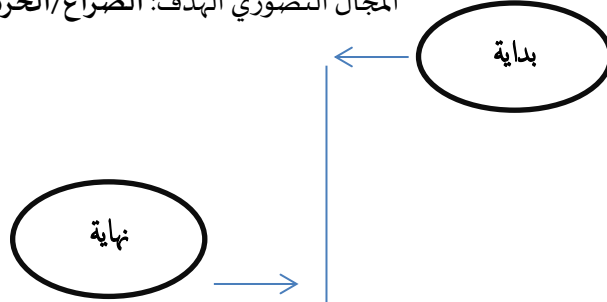 المجال التصوري الهدف: الصراع/
بداية
نهاية